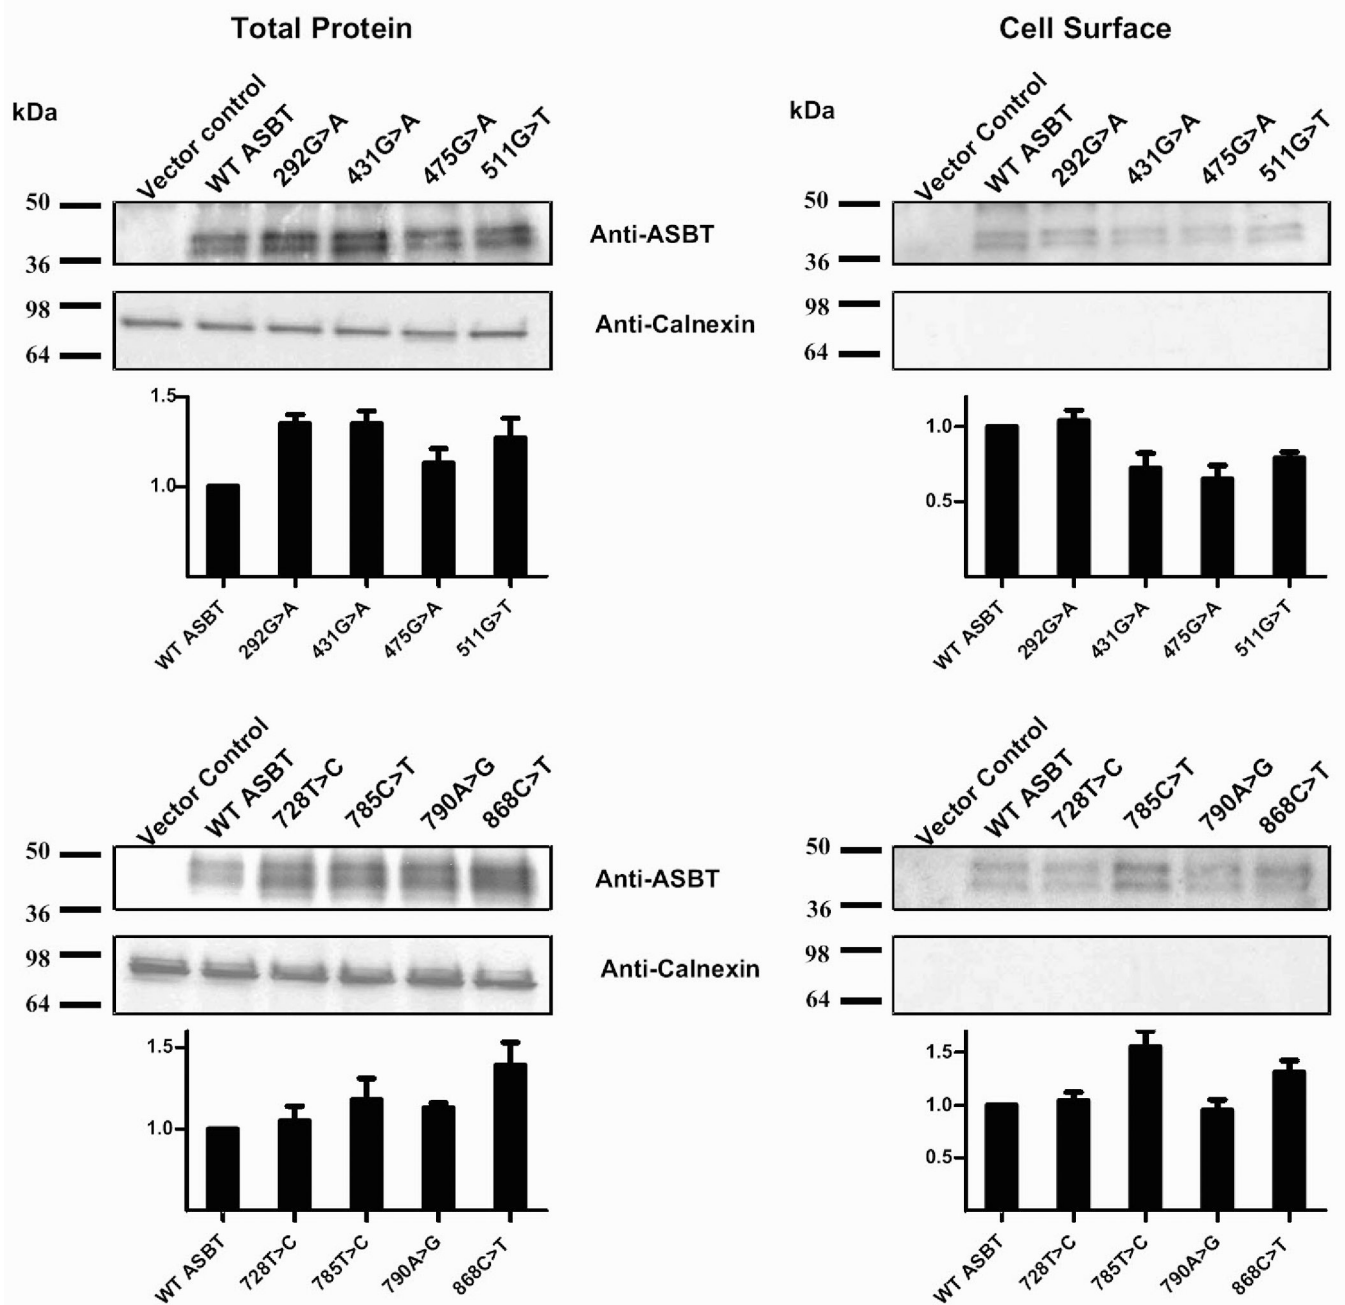 Total Protein
Cell Surface
kDa
Vector control
WT ASBT
292G>A
431G>A
475G>A
511G>T
50
36
Anti-ASBT
98
64
Anti-Calnexin
1.5
1.0
WT ASBT
292G>A
431G>A
475G>A
511G>T
kDa
Vector Control
WT ASBT
292G>A
431G>A
475G>A
511G>T
50
36
98
64
1.0
0.5
WT ASBT
292G>A
431G>A
475G>A
511G>T
Vector Control
WT ASBT
728T>C
785C>T
790A>G
868C>T
50
36
Anti-ASBT
98
64
Anti-Calnexin
1.5
1.0
WT ASBT
728T>C
785T>C
790A>G
868C>T
Vector Control
WT ASBT
728T>C
785C>T
790A>G
868C>T
50
36
98
64
1.5
1.0
0.5
WT ASBT
728T>C
785T>C
790A>G
868C>T